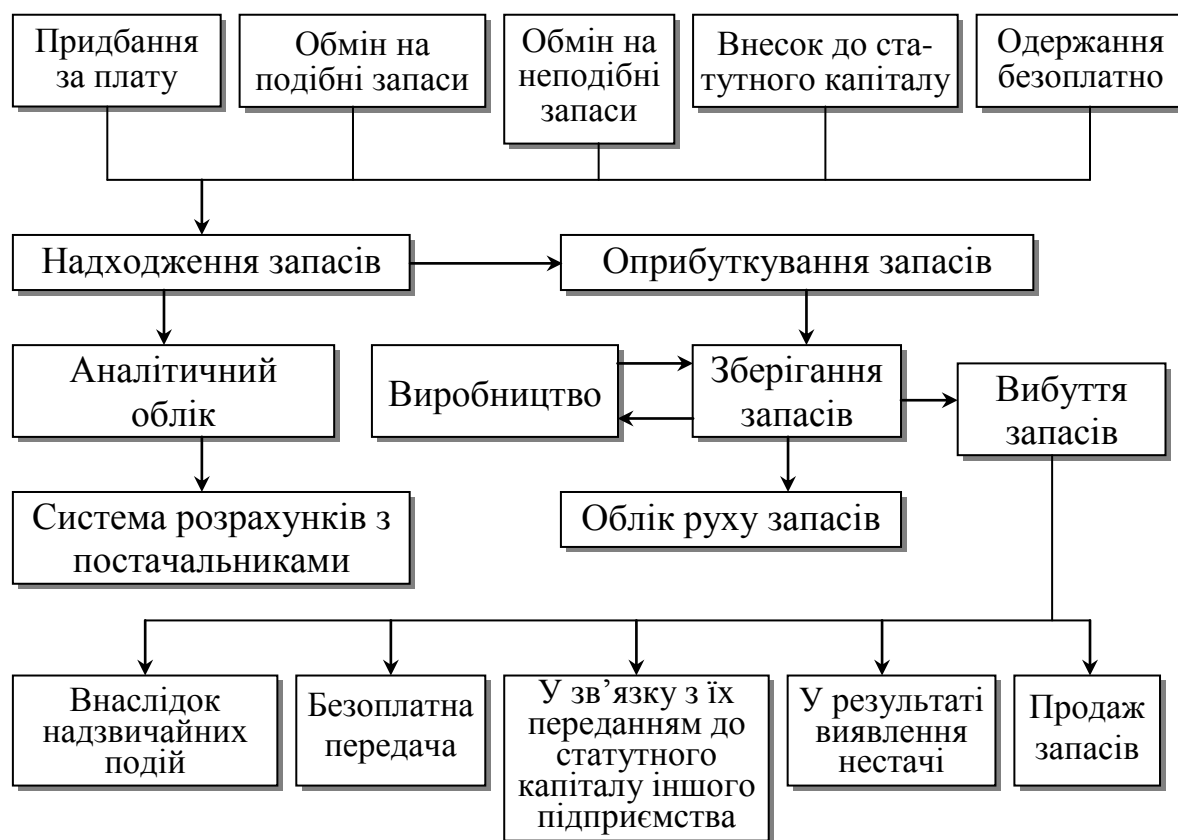 Придбання
за плату
Обмін на
подібні запаси
Обмін на
неподібні
запаси
Внесок до ста-
тутного капіталу
Одержання
безоплатно
Надходження запасів
Оприбуткування запасів
Аналітичний
облік
Виробництво
Зберігання
запасів
Вибуття
запасів
Система розрахунків з
постачальниками
Облік руху запасів
Внаслідок
надзвичайних
подій
Безоплатна
передача
У зв’язку з їх
переданням до
статутного
капіталу іншого
підприємства
У результаті
виявлення
нестачі
Продаж
запасів